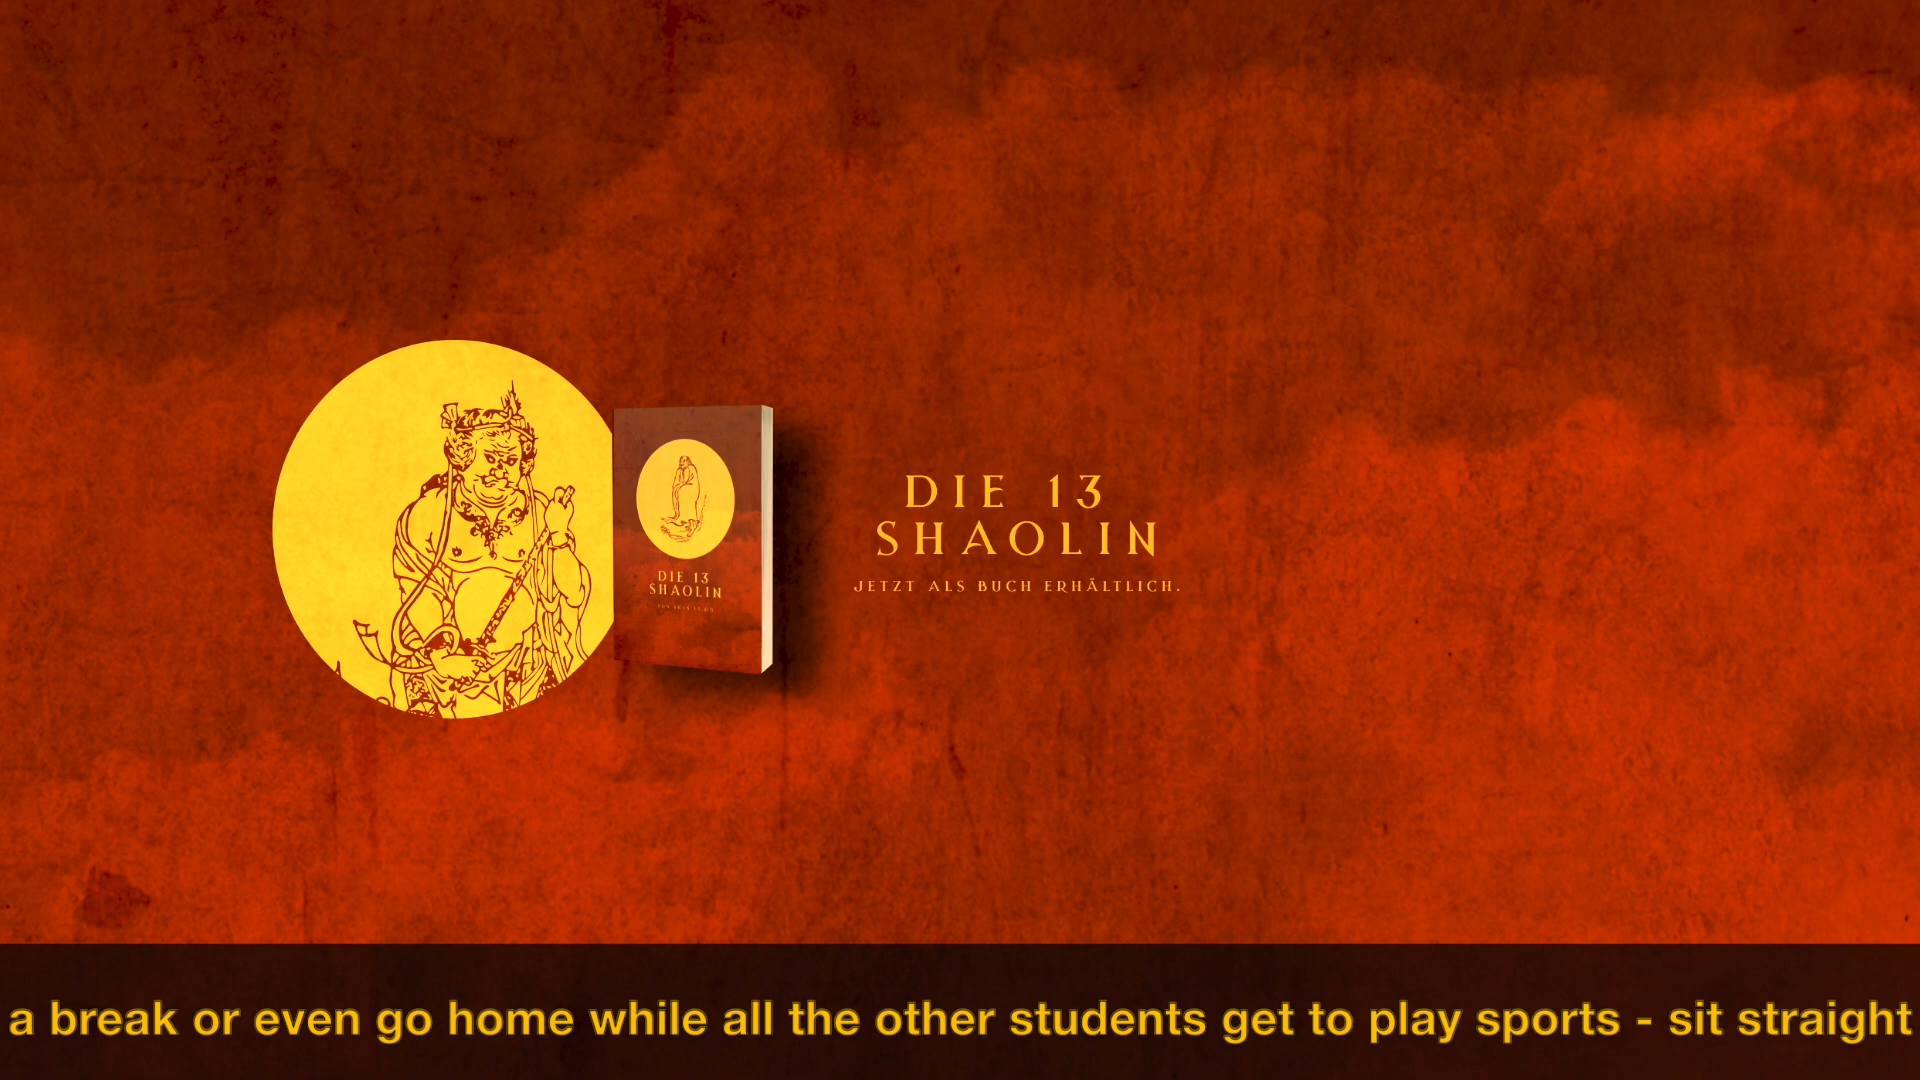 DIE 13
SHAOLIN
DIE 13
SHAOLIN
JETZT ALS BUCH ERHÄLTLICH.
a break or even go home while all the other students get to play sports - sit straight